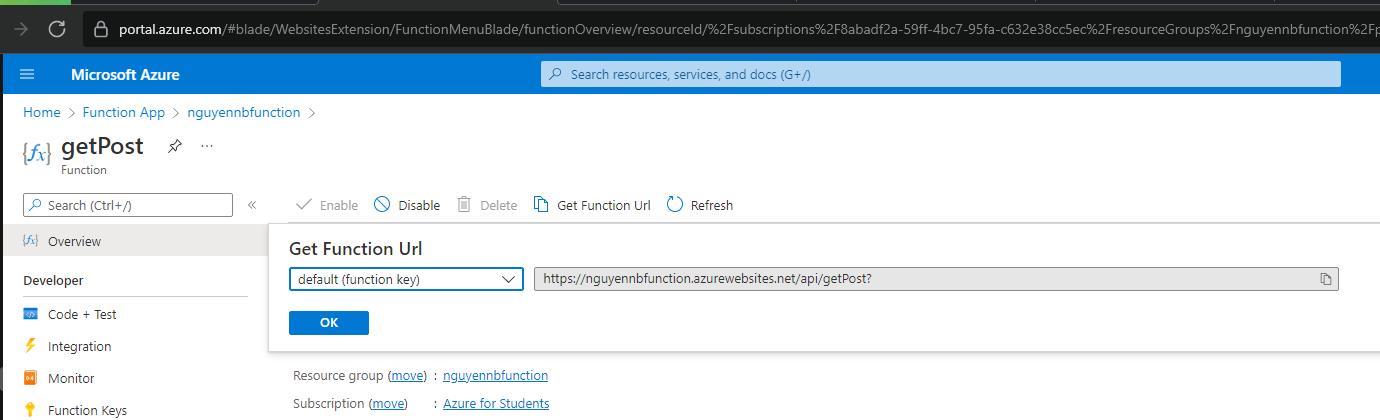 portal.azure.com/#blade/WebsitesExtension/FunctionMenuBlade/functionOverview/resourceId/%2Fsubscriptions%2F8abadf2a-59ff-4bc7-95fa-c632e38cc5ec%2FresourceGroups%2Fnguyennbfunction%2Fp
Microsoft Azure
Search resources, services, and docs (G+/)
Home > Function App > nguyennbfunction >
{fx} getPost ...
Function
Search (Ctrl+/) «
Enable Disable Delete Get Function Url Refresh
{fx} Overview
Get Function Url
default (function key) https://nguyennbfunction.azurewebsites.net/api/getPost?
OK
Developer
Code + Test
Integration
Monitor
Function Keys
Resource group (move) : nguyennbfunction
Subscription (move) : Azure for Students